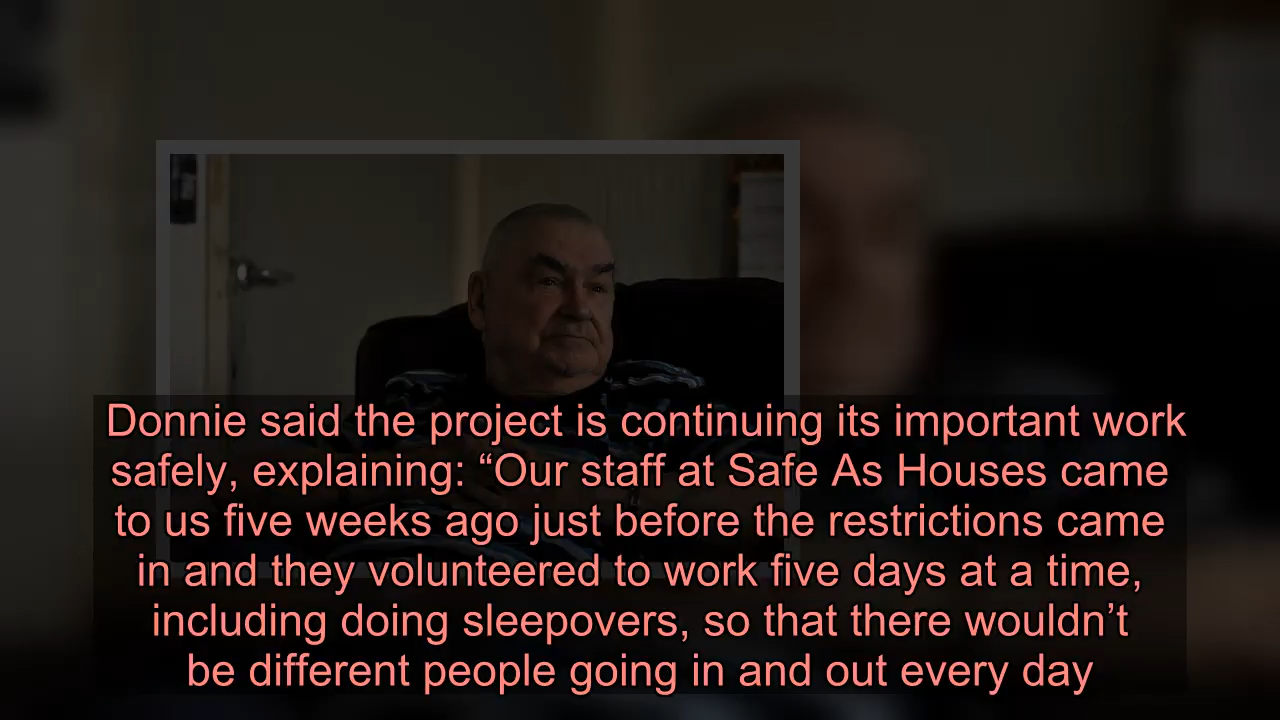 Donnie said the project is continuing its important work
safely, explaining: “Our staff at Safe As Houses came
to us five weeks ago just before the restrictions came
in and they volunteered to work five days at a time,
including doing sleepovers, so that there wouldn’t
be different people going in and out every day